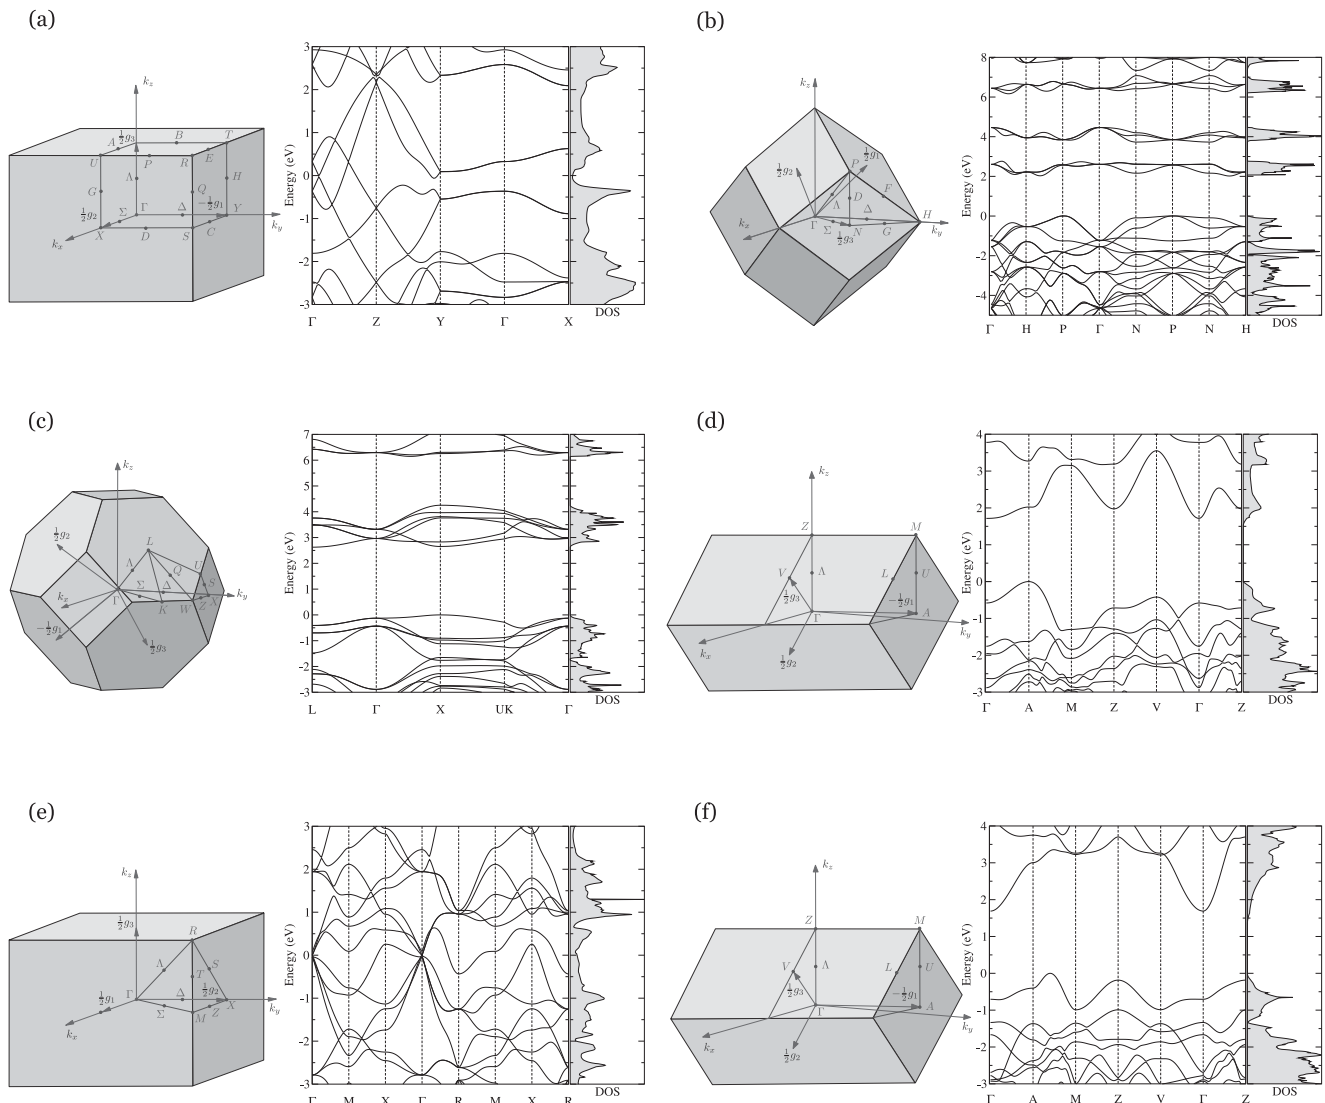 (a)
k_z
A
½g₃
B
T
U
P
R
E
Λ
G
Q
H
½g₂
Σ
Γ
Δ
-½g₁
Y
k_y
k_x
X
D
S
C
Energy (eV)
3
2
1
0
-1
-2
-3
Γ
Z
Y
Γ
X
DOS
(b)
k_z
½g₂
P
½g₁
F
D
Λ
Δ
H
k_x
Γ
Σ
N
G
k_y
½g₃
Energy (eV)
8
6
4
2
0
-2
-4
Γ
H
P
Γ
N
P
N
H
DOS
(c)
k_z
½g₂
L
Λ
Q
U
Σ
Δ
S
k_x
Γ
K
W
Z
X
k_y
-½g₁
½g₃
Energy (eV)
7
6
5
4
3
2
1
0
-1
-2
-3
L
Γ
X
UK
Γ
DOS
(d)
k_z
Z
M
V
Λ
L
U
½g₃
-½g₁
Γ
A
k_y
k_x
½g₂
Energy (eV)
4
3
2
1
0
-1
-2
-3
Γ
A
M
Z
V
Γ
Z
DOS
(e)
k_z
½g₃
R
Λ
S
T
½g₁
Γ
Δ
½g₂
X
k_y
k_x
Σ
M
Z
Energy (eV)
3
2
1
0
-1
-2
-3
Γ
M
X
Γ
R
M
X
R
DOS
(f)
k_z
Z
M
V
Λ
L
U
½g₃
-½g₁
Γ
A
k_y
k_x
½g₂
Energy (eV)
4
3
2
1
0
-1
-2
-3
Γ
A
M
Z
V
Γ
Z
DOS